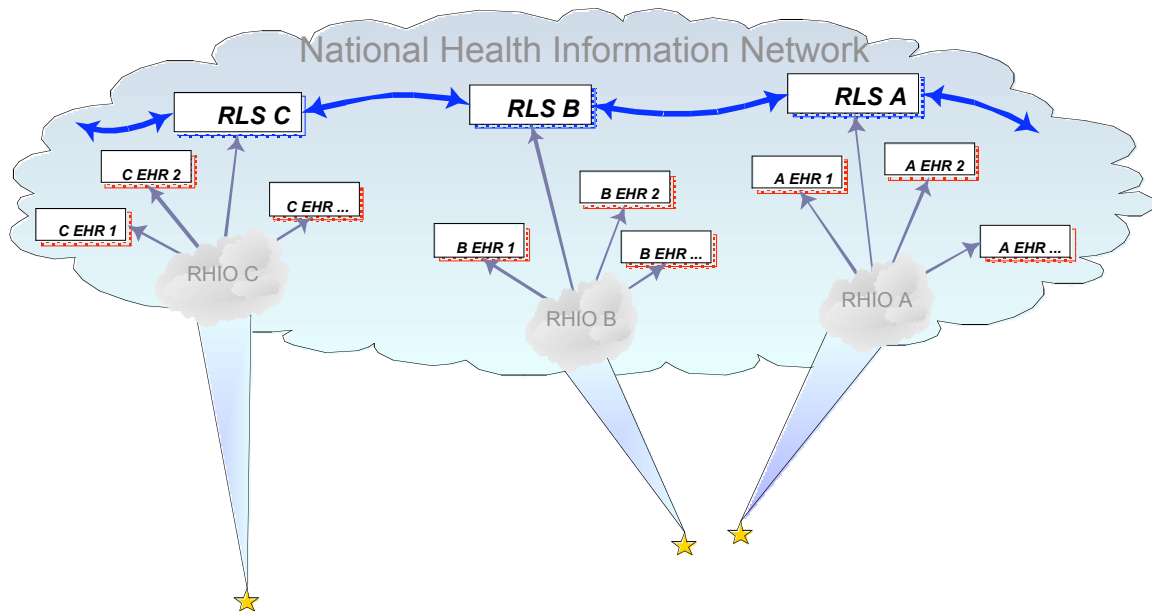 National Health Information Network
RLS C
RLS B
RLS A
C EHR 2
C EHR 1
C EHR ...
B EHR 2
B EHR 1
B EHR ...
A EHR 1
A EHR 2
A EHR ...
RHIO C
RHIO B
RHIO A